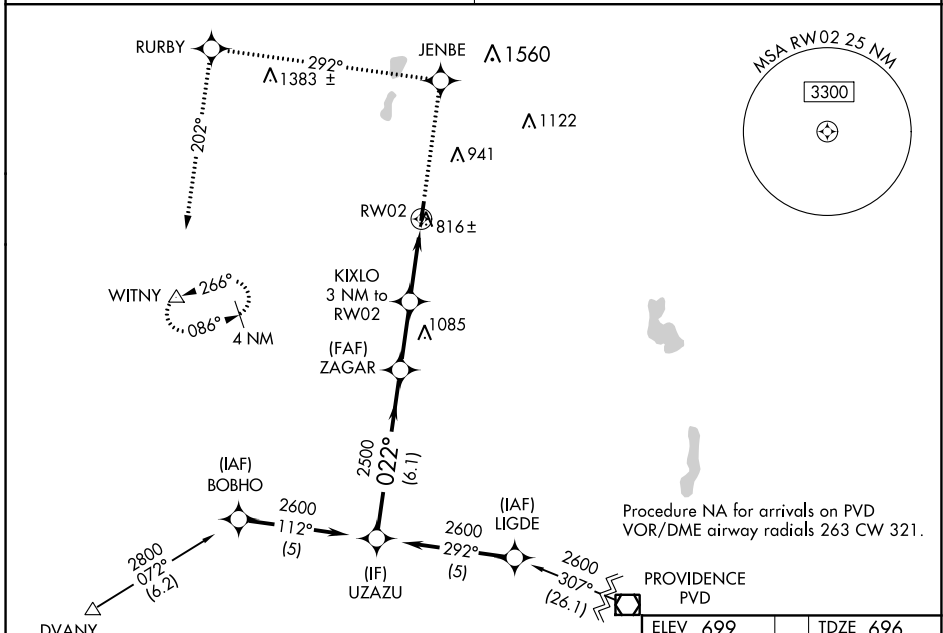 RURBY
292°
1383 ±
JENBE
1560
MSA RW02 25 NM
3300
1122
202°
941
RW02
816 ±
KIXLO
3 NM to
RW02
WITNY
266°
086°
4 NM
1085
(FAF)
ZAGAR
2500
022°
(6.1)
(IAF)
BOBHO
2600
112°
(5)
(IAF)
LIGDE
2600
292°
(5)
Procedure NA for arrivals on PVD
VOR/DME airway radials 263 CW 321.
(IF)
UZAZU
2800
072°
(6.2)
2600
307°
(26.1)
PROVIDENCE
PVD
DVANY
ELEV 699
TDZE 696